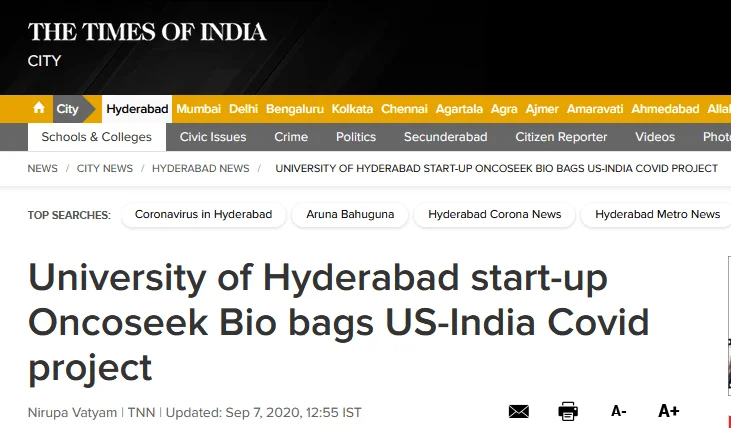 THE TIMES OF INDIA
CITY
City Hyderabad Mumbai Delhi Bengaluru Kolkata Chennai Agartala Agra Ajmer Amaravati Ahmedabad Allal
Schools & Colleges Civic Issues Crime Politics Secunderabad Citizen Reporter Videos Photo
NEWS / CITY NEWS / HYDERABAD NEWS / UNIVERSITY OF HYDERABAD START-UP ONCOSEEK BIO BAGS US-INDIA COVID PROJECT
TOP SEARCHES: Coronavirus in Hyderabad Aruna Bahuguna Hyderabad Corona News Hyderabad Metro News
University of Hyderabad start-up
Oncoseek Bio bags US-India Covid
project
Nirupa Vatyam | TNN | Updated: Sep 7, 2020, 12:55 IST A- A+